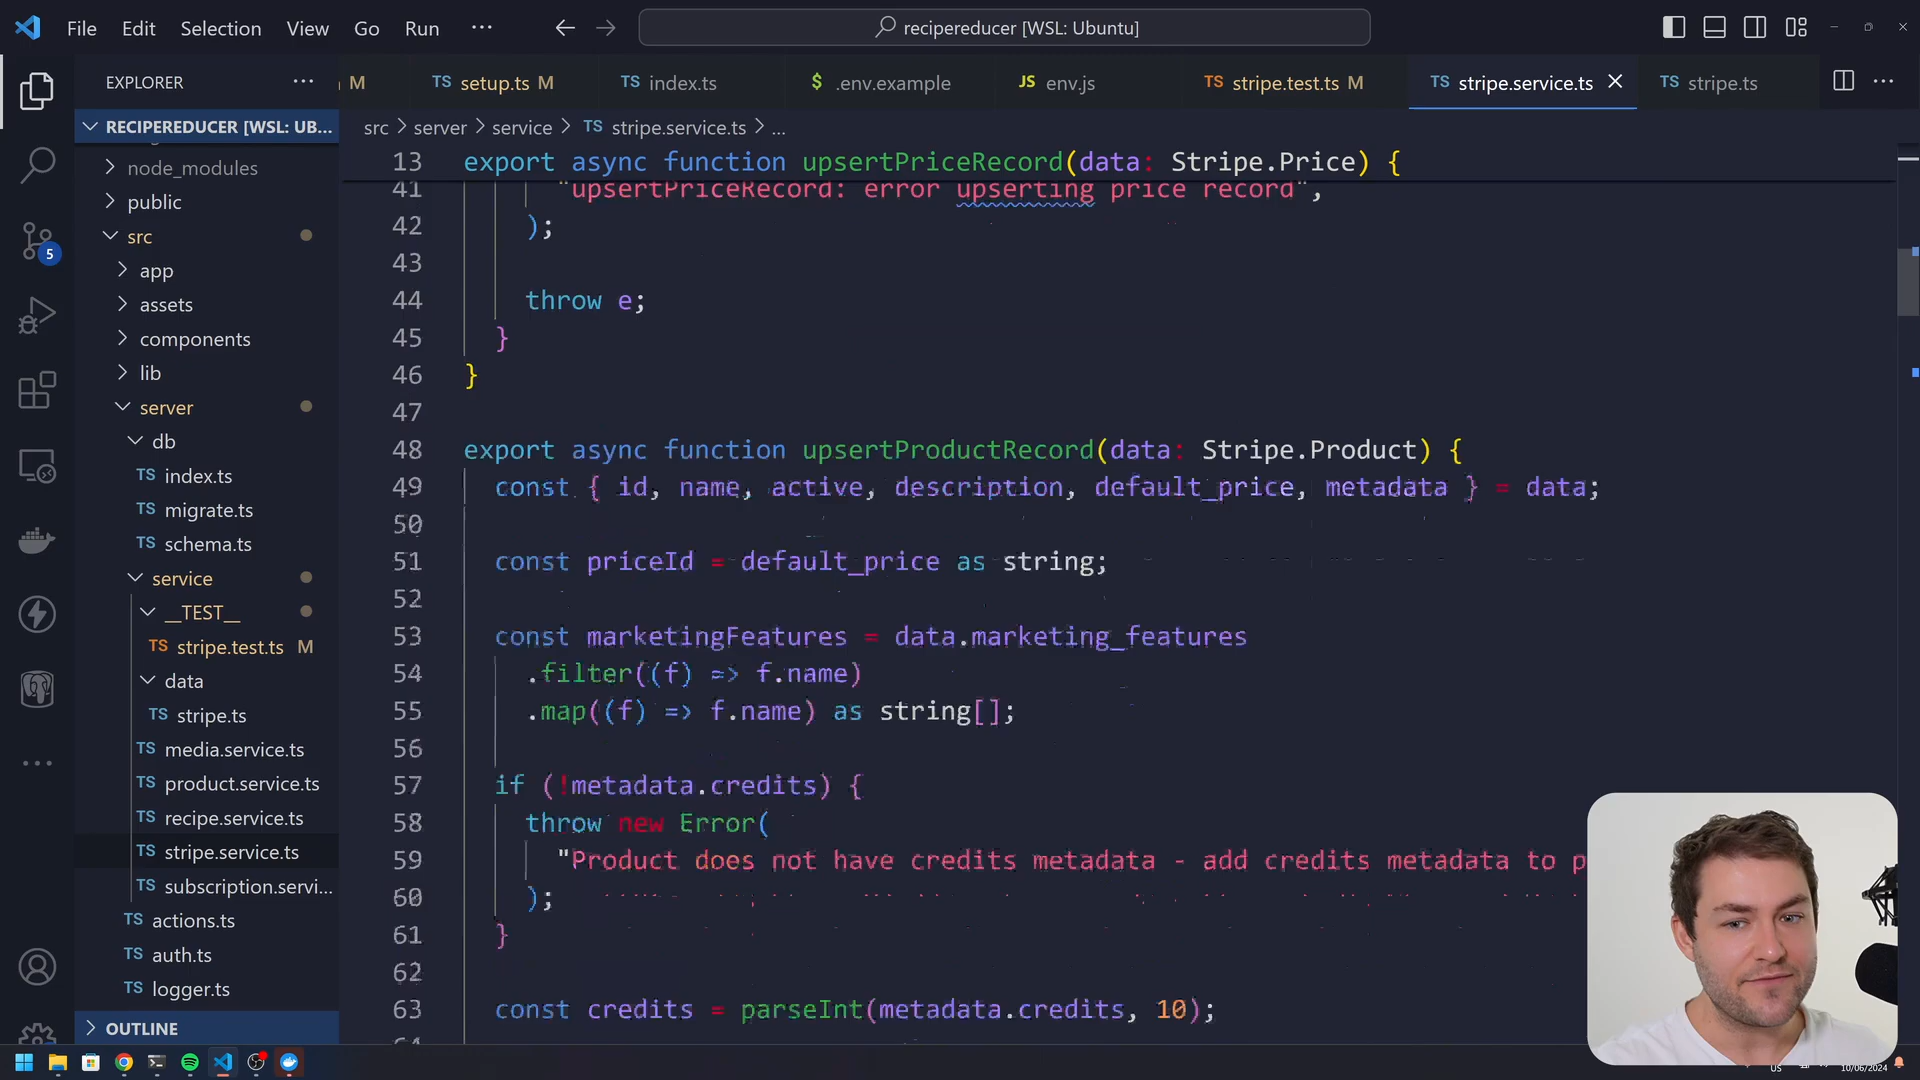 File Edit Selection View Go Run ···
recipereducer [WSL: Ubuntu]
EXPLORER ···
M
TS setup.ts M
TS index.ts
$ .env.example
JS env.js
TS stripe.test.ts M
TS stripe.service.ts
TS stripe.ts
···
RECIPEREDUCER [WSL: UB...
node_modules
public
src
app
assets
components
lib
server
db
TS index.ts
TS migrate.ts
TS schema.ts
service
__TEST__
TS stripe.test.ts M
data
TS stripe.ts
TS media.service.ts
TS product.service.ts
TS recipe.service.ts
TS stripe.service.ts
TS subscription.servi...
TS actions.ts
TS auth.ts
TS logger.ts
OUTLINE
5
src > server > service > TS stripe.service.ts > ...
13 export async function upsertPriceRecord(data: Stripe.Price) {
41 "upsertPriceRecord: error upserting price record",
42 );
43
44 throw e;
45 }
46 }
47
48 export async function upsertProductRecord(data: Stripe.Product) {
49 const { id, name, active, description, default_price, metadata } = data;
50
51 const priceId = default_price as string;
52
53 const marketingFeatures = data.marketing_features
54 .filter((f) => f.name)
55 .map((f) => f.name) as string[];
56
57 if (!metadata.credits) {
58 throw new Error(
59 "Product does not have credits metadata - add credits metadata to p
60 );
61 }
62
63 const credits = parseInt(metadata.credits, 10);
US
10/06/2024